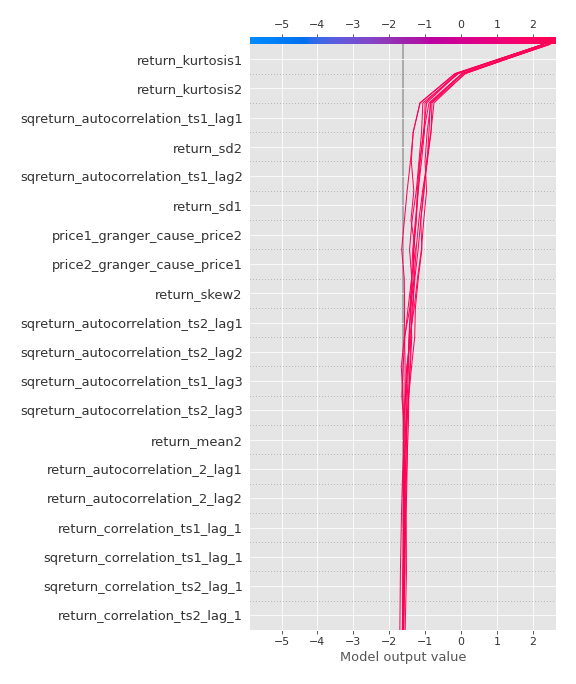 −5 −4 −3 −2 −1 0 1 2
return_kurtosis1
return_kurtosis2
sqreturn_autocorrelation_ts1_lag1
return_sd2
sqreturn_autocorrelation_ts1_lag2
return_sd1
price1_granger_cause_price2
price2_granger_cause_price1
return_skew2
sqreturn_autocorrelation_ts2_lag1
sqreturn_autocorrelation_ts2_lag2
sqreturn_autocorrelation_ts1_lag3
sqreturn_autocorrelation_ts2_lag3
return_mean2
return_autocorrelation_2_lag1
return_autocorrelation_2_lag2
return_correlation_ts1_lag_1
sqreturn_correlation_ts1_lag_1
sqreturn_correlation_ts2_lag_1
return_correlation_ts2_lag_1
−5 −4 −3 −2 −1 0 1 2
Model output value